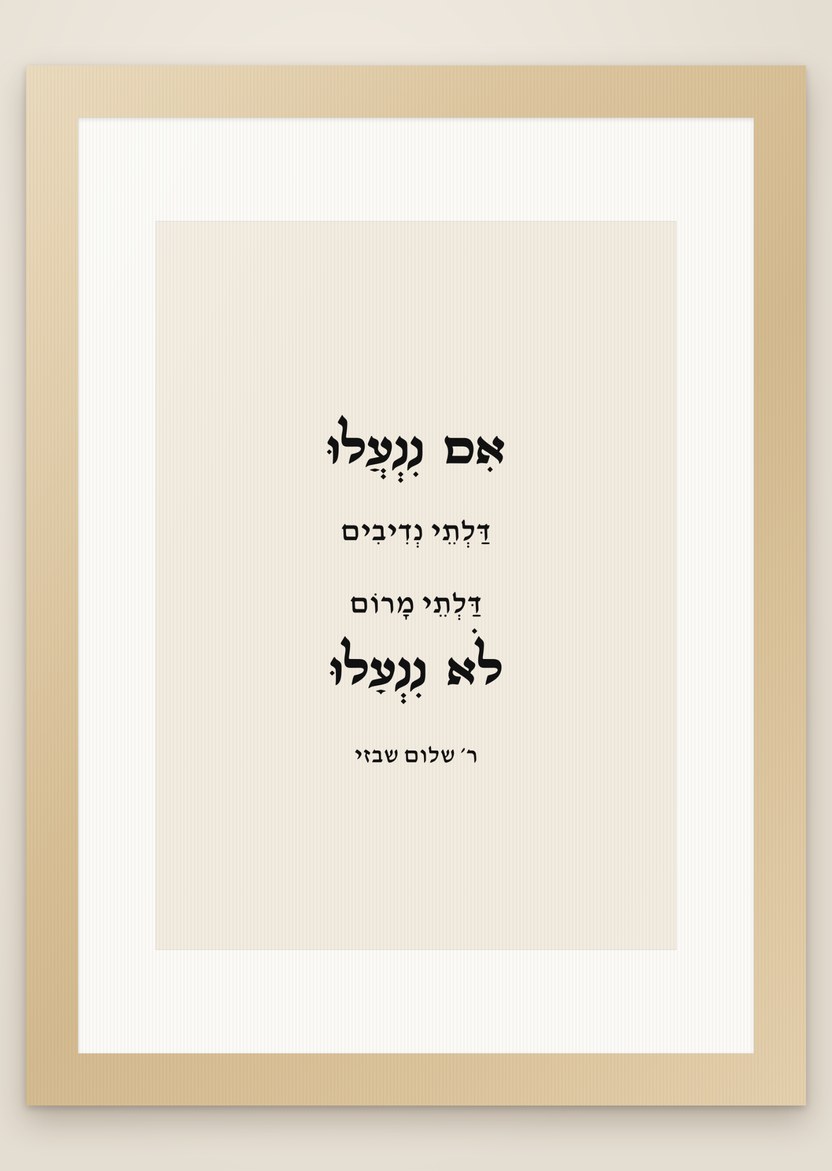 אִם נִנְעֲלוּ
דַּלְתֵי נְדִיבִים
דַּלְתֵי מָרוֹם
לֹא נִנְעָלוּ
ר׳ שלום שבזי